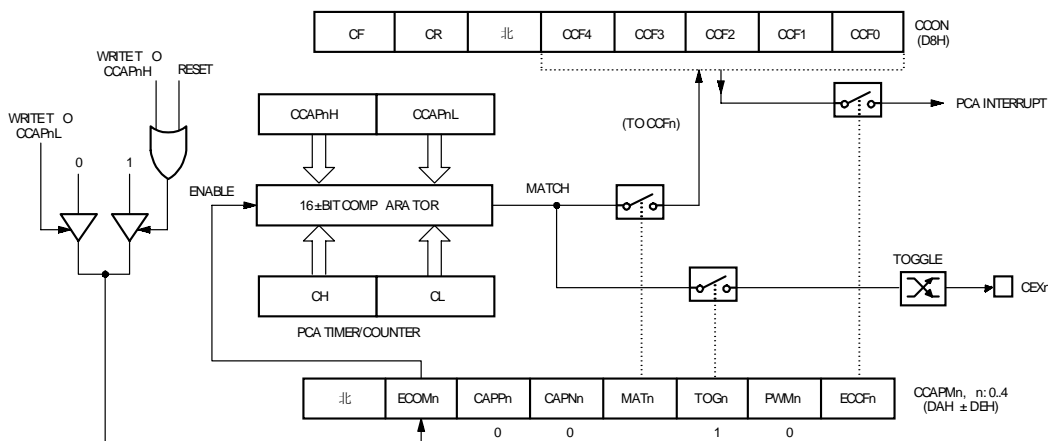 CF CR 北 CCF4 CCF3 CCF2 CCF1 CCF0
CCON
(D8H)
WRITE T O
CCAPnH
RESET
CCAPnH CCAPnL
(TO CCFn)
PCA INTERRUPT
WRITE T O
CCAPnL
0 1
ENABLE
16±BIT COMP ARATOR
MATCH
TOGGLE
CH CL
CEXn
PCA TIMER/COUNTER
北 ECOMn CAPPn CAPNn MATn TOGn PWMn ECCFn
CCAPMn, n: 0..4
(DAH ± DEH)
0 0 1 0